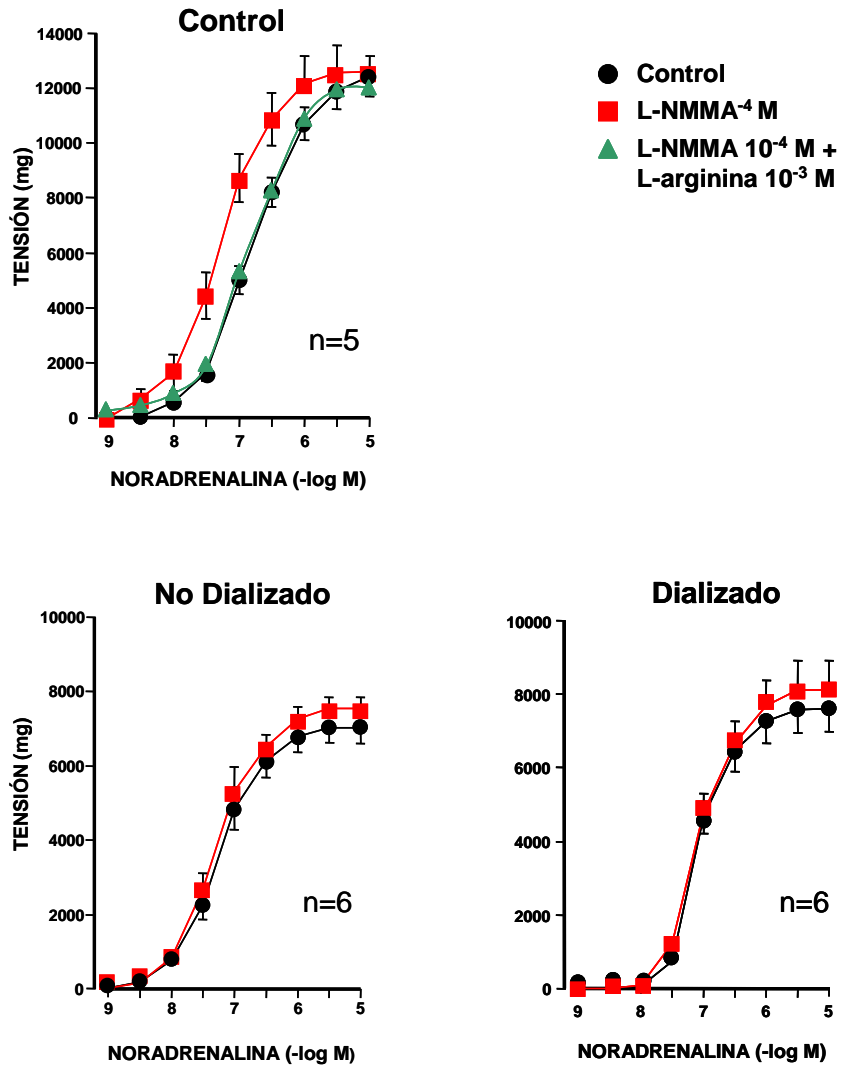 Control
14000
12000
10000
8000
6000
4000
2000
0
TENSIÓN (mg)
n=5
9 8 7 6 5
NORADRENALINA (-log M)
Control
L-NMMA⁻⁴ M
L-NMMA 10⁻⁴ M +
L-arginina 10⁻³ M
No Dializado
10000
8000
6000
4000
2000
0
TENSIÓN (mg)
n=6
9 8 7 6 5
NORADRENALINA (-log M)
Dializado
10000
8000
6000
4000
2000
0
n=6
9 8 7 6 5
NORADRENALINA (-log M)